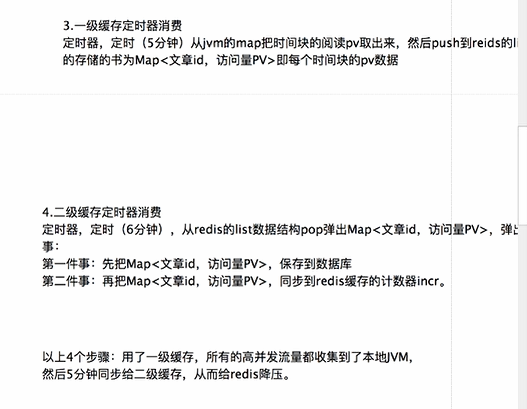 3.一级缓存定时器消费
定时器，定时（5分钟）从jvm的map把时间块的阅读pv取出来，然后push到reids的li
的存储的书为Map<文章id，访问量PV>即每个时间块的pv数据
4.二级缓存定时器消费
定时器，定时（6分钟），从redis的list数据结构pop弹出Map<文章id，访问量PV>，弹出
事：
第一件事：先把Map<文章id，访问量PV>，保存到数据库
第二件事：再把Map<文章id，访问量PV>，同步到redis缓存的计数器incr。
以上4个步骤：用了一级缓存，所有的高并发流量都收集到了本地JVM，
然后5分钟同步给二级缓存，从而给redis降压。